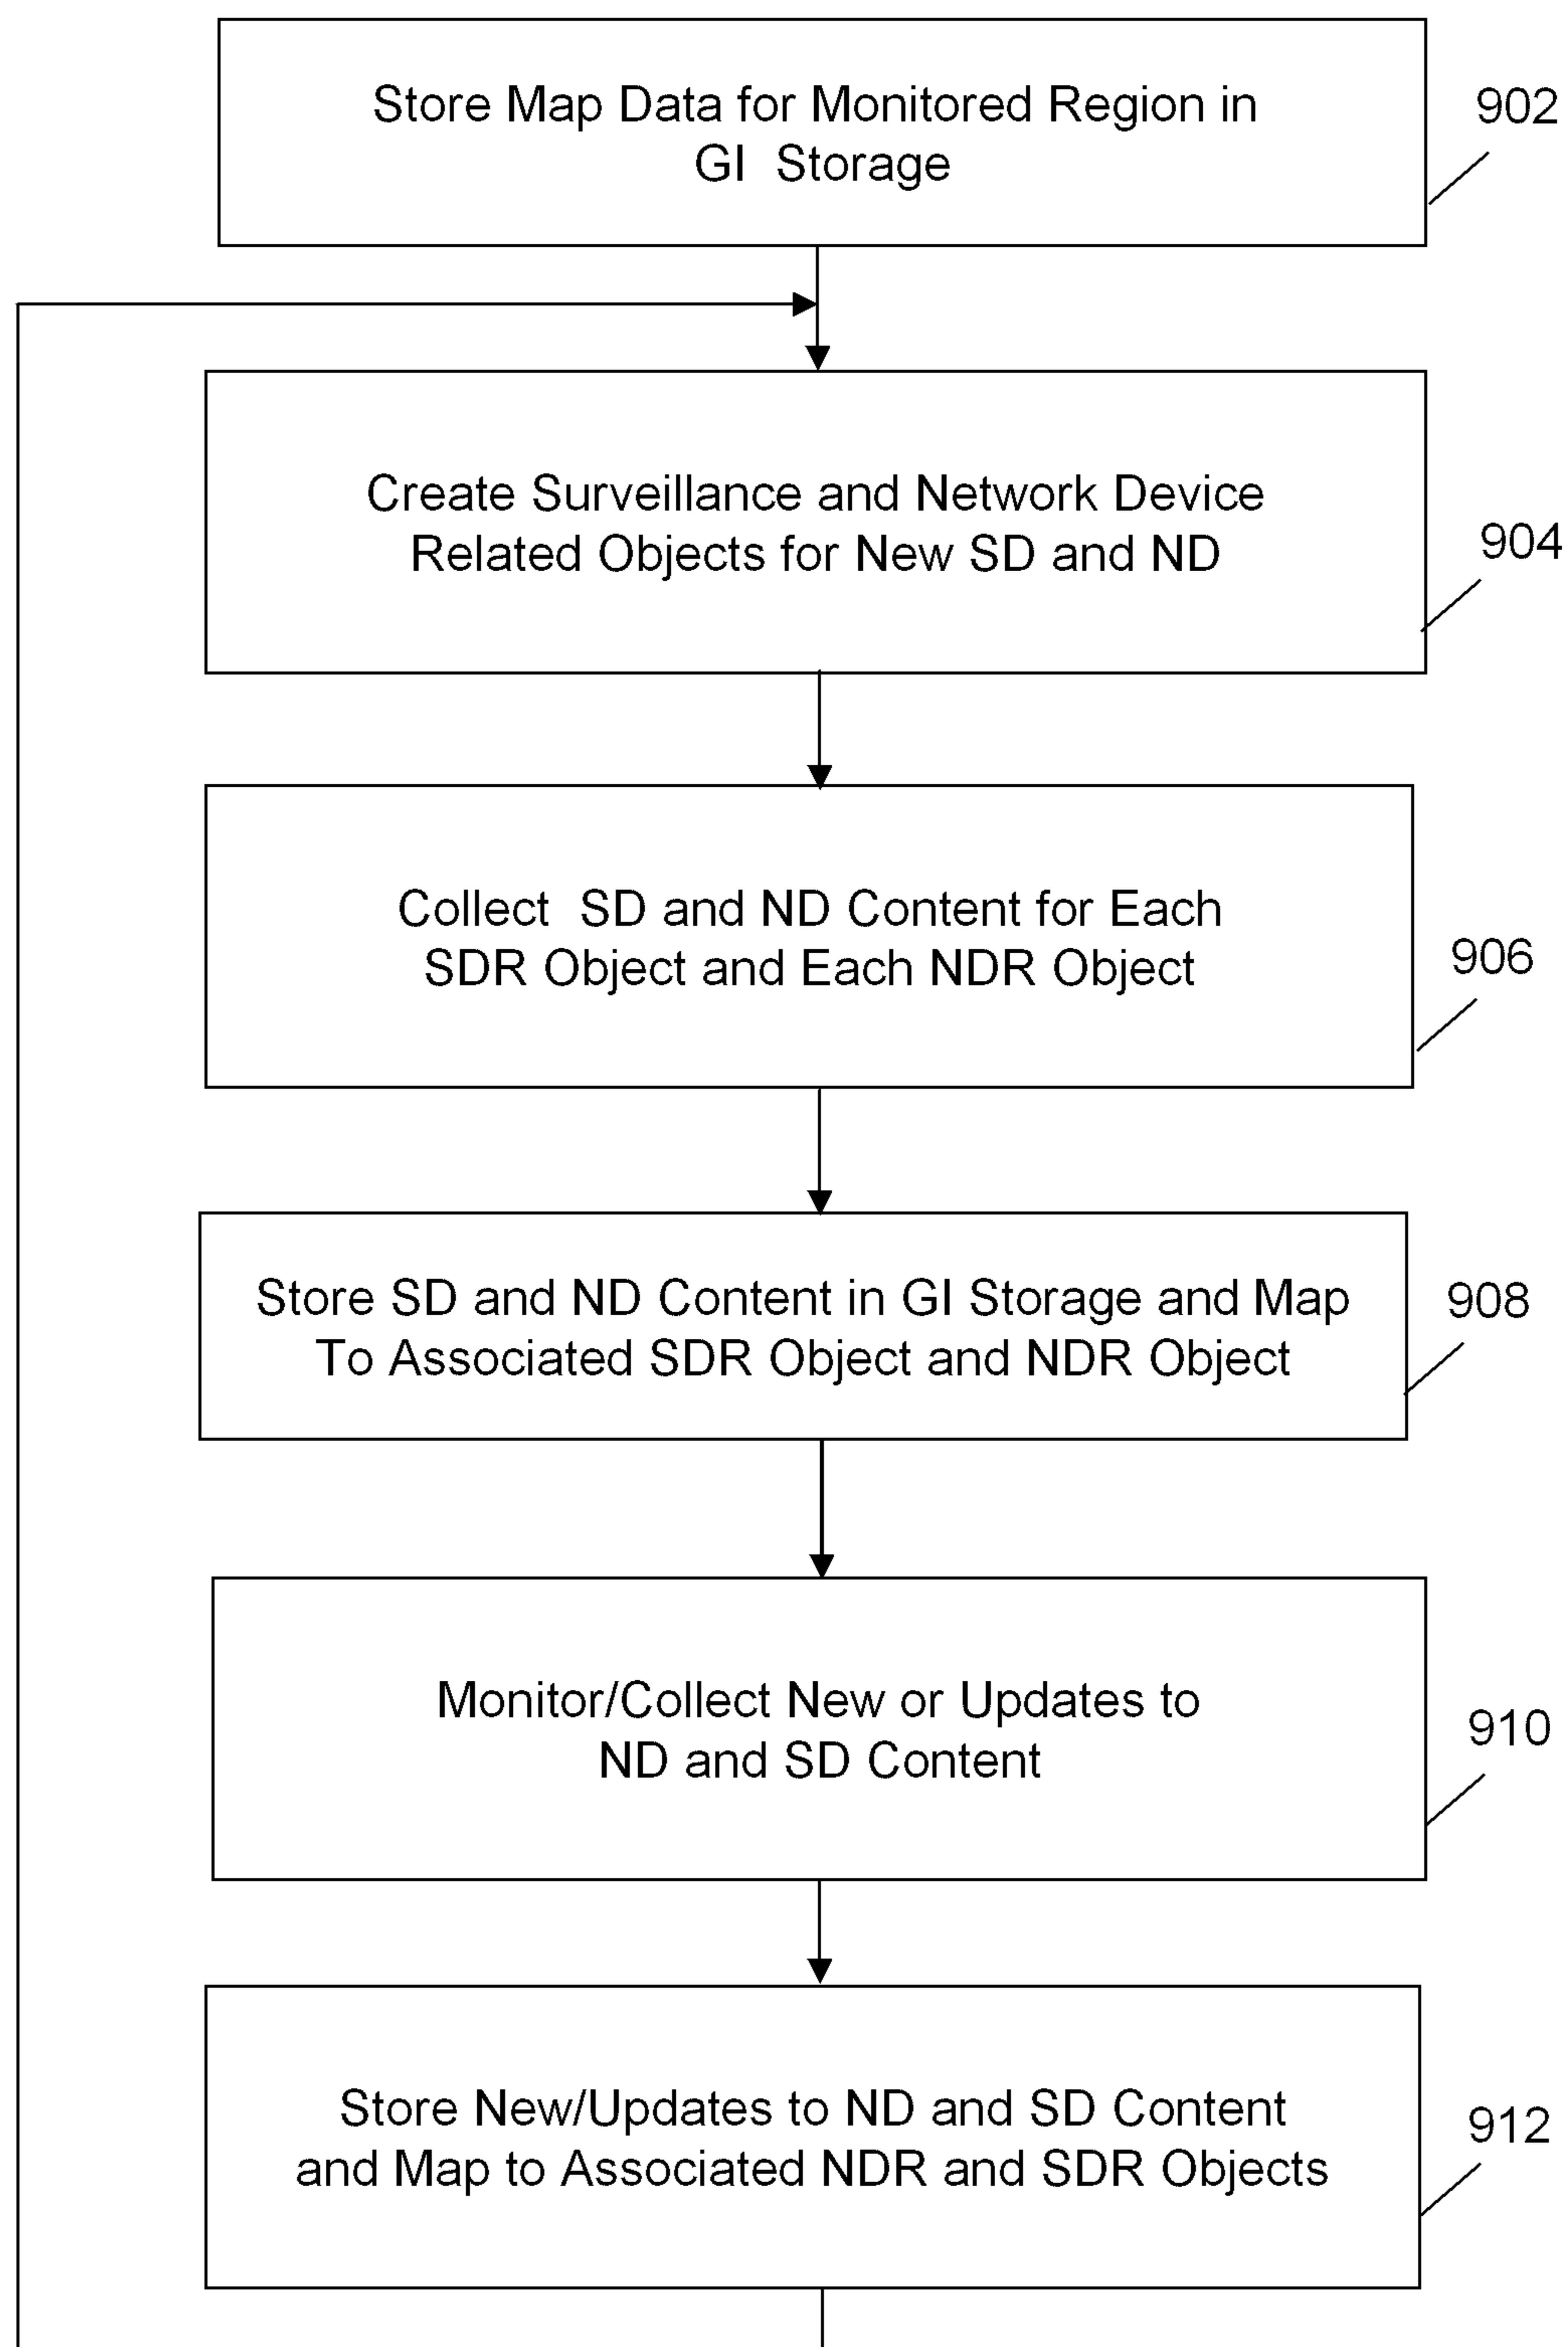 Store Map Data for Monitored Region in
GI Storage
902
Create Surveillance and Network Device
Related Objects for New SD and ND
904
Collect SD and ND Content for Each
SDR Object and Each NDR Object
906
Store SD and ND Content in GI Storage and Map
To Associated SDR Object and NDR Object
908
Monitor/Collect New or Updates to
ND and SD Content
910
Store New/Updates to ND and SD Content
and Map to Associated NDR and SDR Objects
912